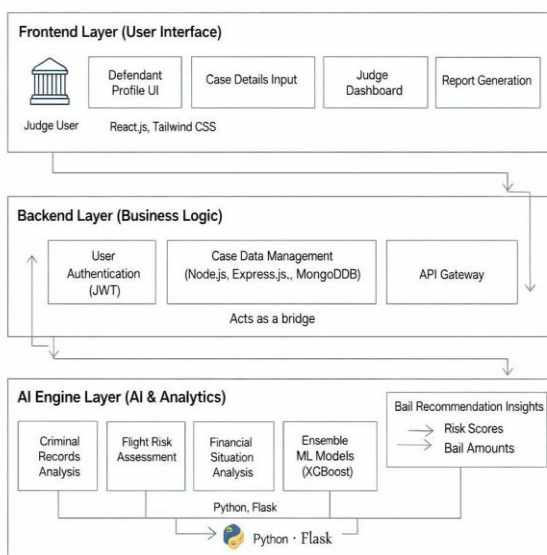 Frontend Layer (User Interface)
Defendant
Profile UI
Case Details Input
Judge
Dashboard
Report Generation
Judge User
React.js, Tailwind CSS
Backend Layer (Business Logic)
User
Authentication
(JWT)
Case Data Management
(Node.js, Express.js., MongoDDB)
API Gateway
Acts as a bridge
AI Engine Layer (AI & Analytics)
Criminal
Records
Analysis
Flight Risk
Assessment
Financial
Situation
Analysis
Ensemble
ML Models
(XGBoost)
Bail Recommendation Insights
Risk Scores
Bail Amounts
Python, Flask
Python · Flask